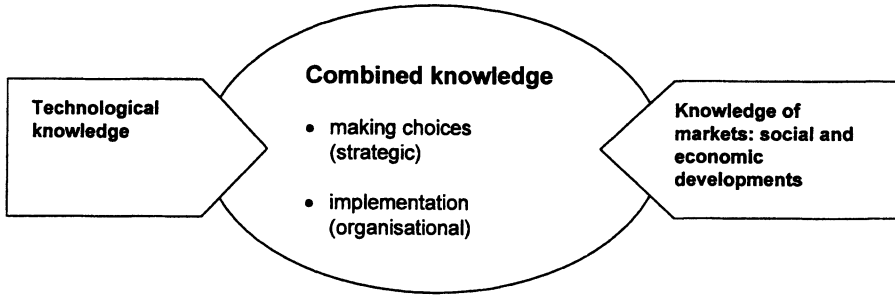 Technological
knowledge
Combined knowledge
• making choices
(strategic)
• implementation
(organisational)
Knowledge of
markets: social and
economic
developments